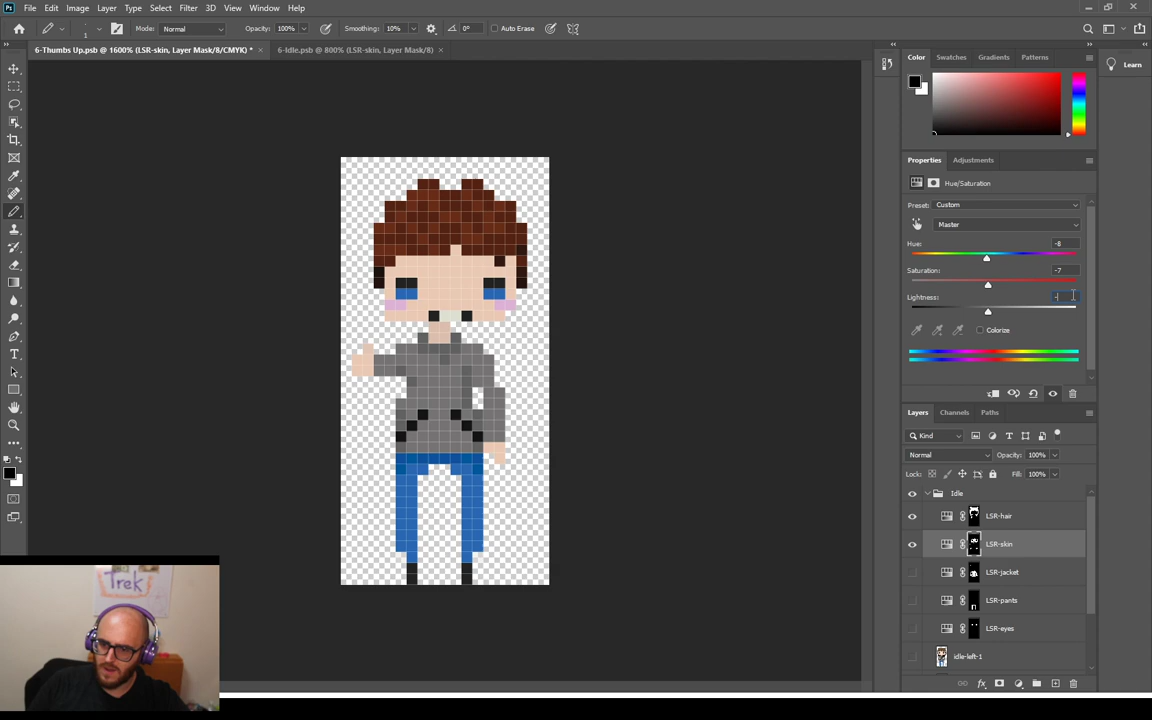 Ps File Edit Image Layer Type Select Filter 3D View Window Help
1 Mode: Normal Opacity: 100% Smoothing: 10% 0° Auto Erase
6-Thumbs Up.psb @ 1600% (LSR-skin, Layer Mask/8/CMYK) * × 6-Idle.psb @ 800% (LSR-skin, Layer Mask/8) ×
Color Swatches Gradients Patterns
Learn
Properties Adjustments
Hue/Saturation
Preset: Custom
Master
Hue: -8
Saturation: -7
Lightness: -
Colorize
Layers Channels Paths
Kind
Normal Opacity: 100%
Lock: Fill: 100%
Idle
LSR-hair
LSR-skin
LSR-jacket
LSR-pants
LSR-eyes
idle-left-1
fx
Trek